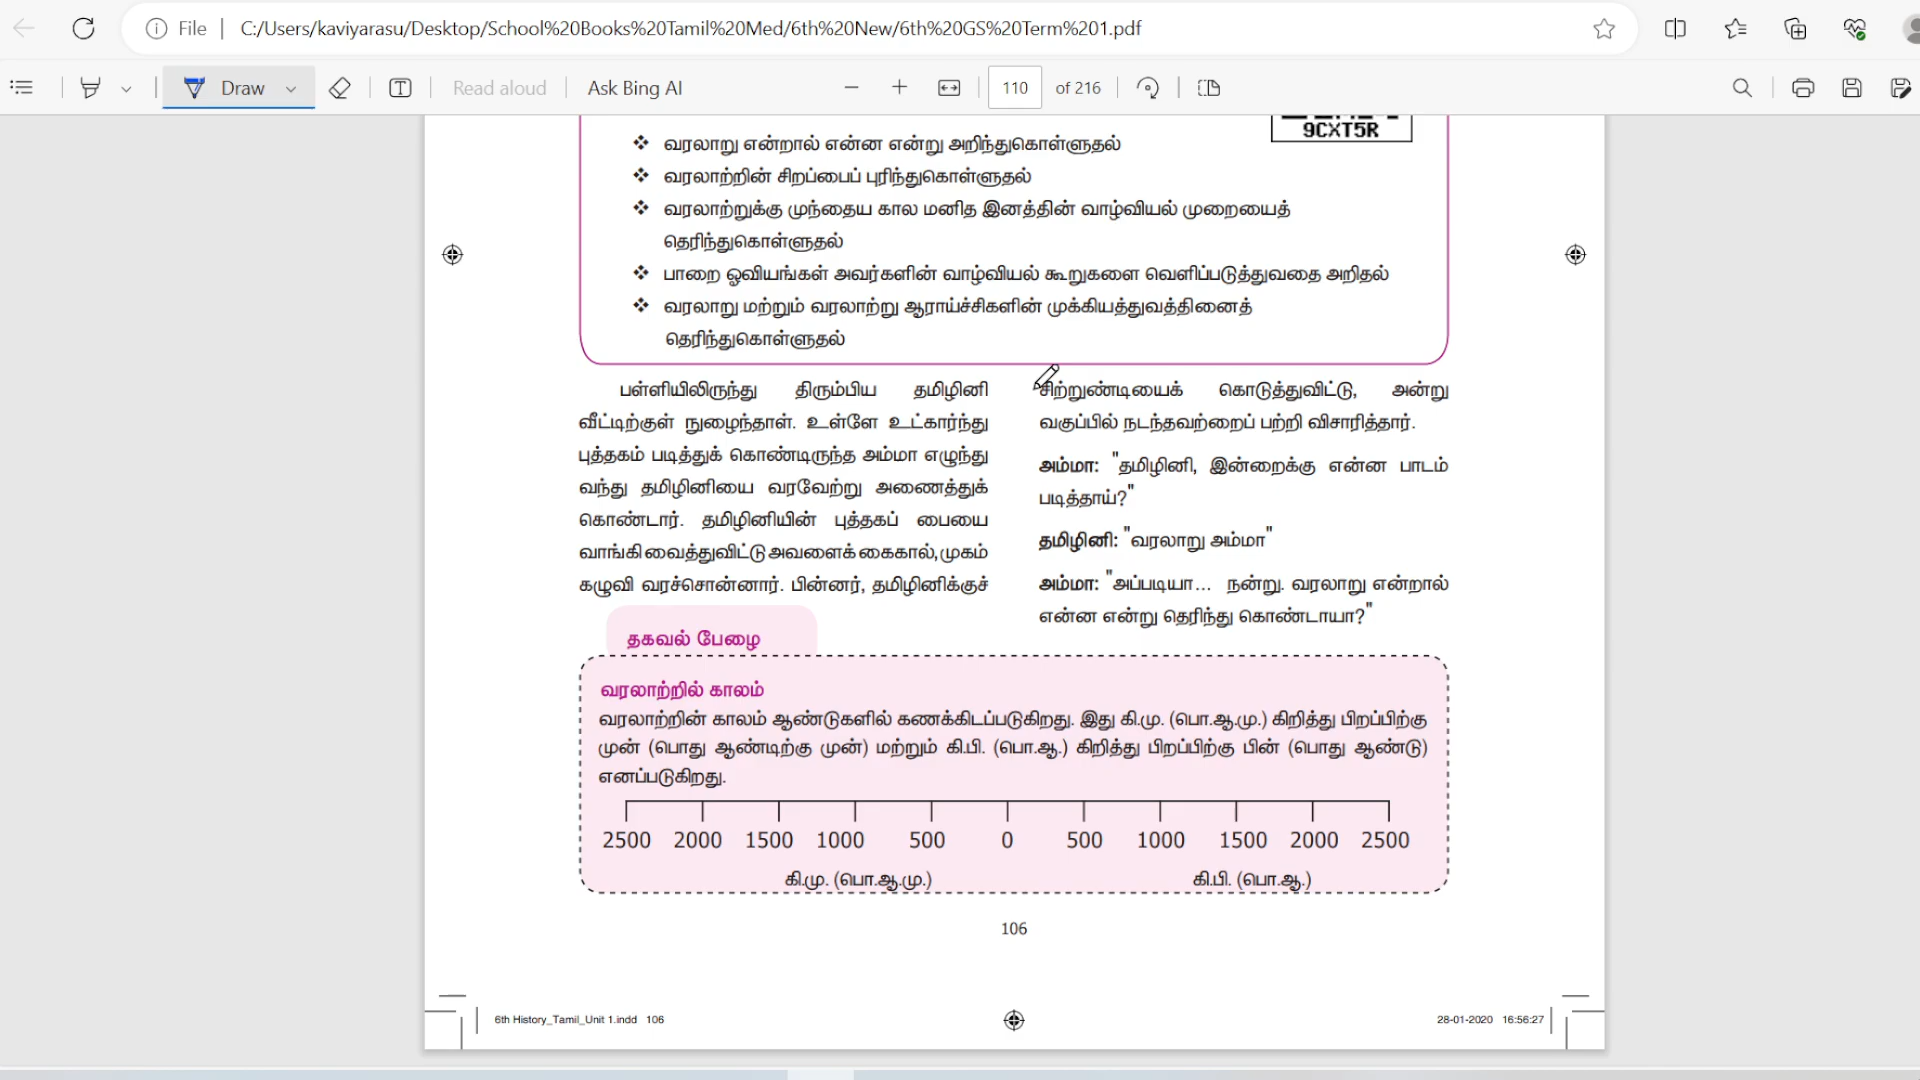 File C:/Users/kaviyarasu/Desktop/School%20Books%20Tamil%20Med/6th%20New/6th%20GS%20Term%201.pdf
Draw Read aloud Ask Bing AI 110 of 216
9CXT5R
❖ வரலாறு என்றால் என்ன என்று அறிந்துகொள்ளுதல்
❖ வரலாற்றின் சிறப்பைப் புரிந்துகொள்ளுதல்
❖ வரலாற்றுக்கு முந்தைய கால மனித இனத்தின் வாழ்வியல் முறையைத்
தெரிந்துகொள்ளுதல்
❖ பாறை ஓவியங்கள் அவர்களின் வாழ்வியல் கூறுகளை வெளிப்படுத்துவதை அறிதல்
❖ வரலாறு மற்றும் வரலாற்று ஆராய்ச்சிகளின் முக்கியத்துவத்தினைத்
தெரிந்துகொள்ளுதல்
பள்ளியிலிருந்து திரும்பிய தமிழினி
வீட்டிற்குள் நுழைந்தாள். உள்ளே உட்கார்ந்து
புத்தகம் படித்துக் கொண்டிருந்த அம்மா எழுந்து
வந்து தமிழினியை வரவேற்று அணைத்துக்
கொண்டார். தமிழினியின் புத்தகப் பையை
வாங்கி வைத்துவிட்டு அவளைக் கைகால், முகம்
கழுவி வரச்சொன்னார். பின்னர், தமிழினிக்குச்
சிற்றுண்டியைக் கொடுத்துவிட்டு, அன்று
வகுப்பில் நடந்தவற்றைப் பற்றி விசாரித்தார்.
அம்மா: "தமிழினி, இன்றைக்கு என்ன பாடம்
படித்தாய்?"
தமிழினி: "வரலாறு அம்மா"
அம்மா: "அப்படியா... நன்று. வரலாறு என்றால்
என்ன என்று தெரிந்து கொண்டாயா?"
தகவல் பேழை
வரலாற்றில் காலம்
வரலாற்றின் காலம் ஆண்டுகளில் கணக்கிடப்படுகிறது. இது கி.மு. (பொ.ஆ.மு.) கிறித்து பிறப்பிற்கு
முன் (பொது ஆண்டிற்கு முன்) மற்றும் கி.பி. (பொ.ஆ.) கிறித்து பிறப்பிற்கு பின் (பொது ஆண்டு)
எனப்படுகிறது.
2500 2000 1500 1000 500 0 500 1000 1500 2000 2500
கி.மு. (பொ.ஆ.மு.) கி.பி. (பொ.ஆ.)
106
6th History_Tamil_Unit 1.indd 106 28-01-2020 16:56:27